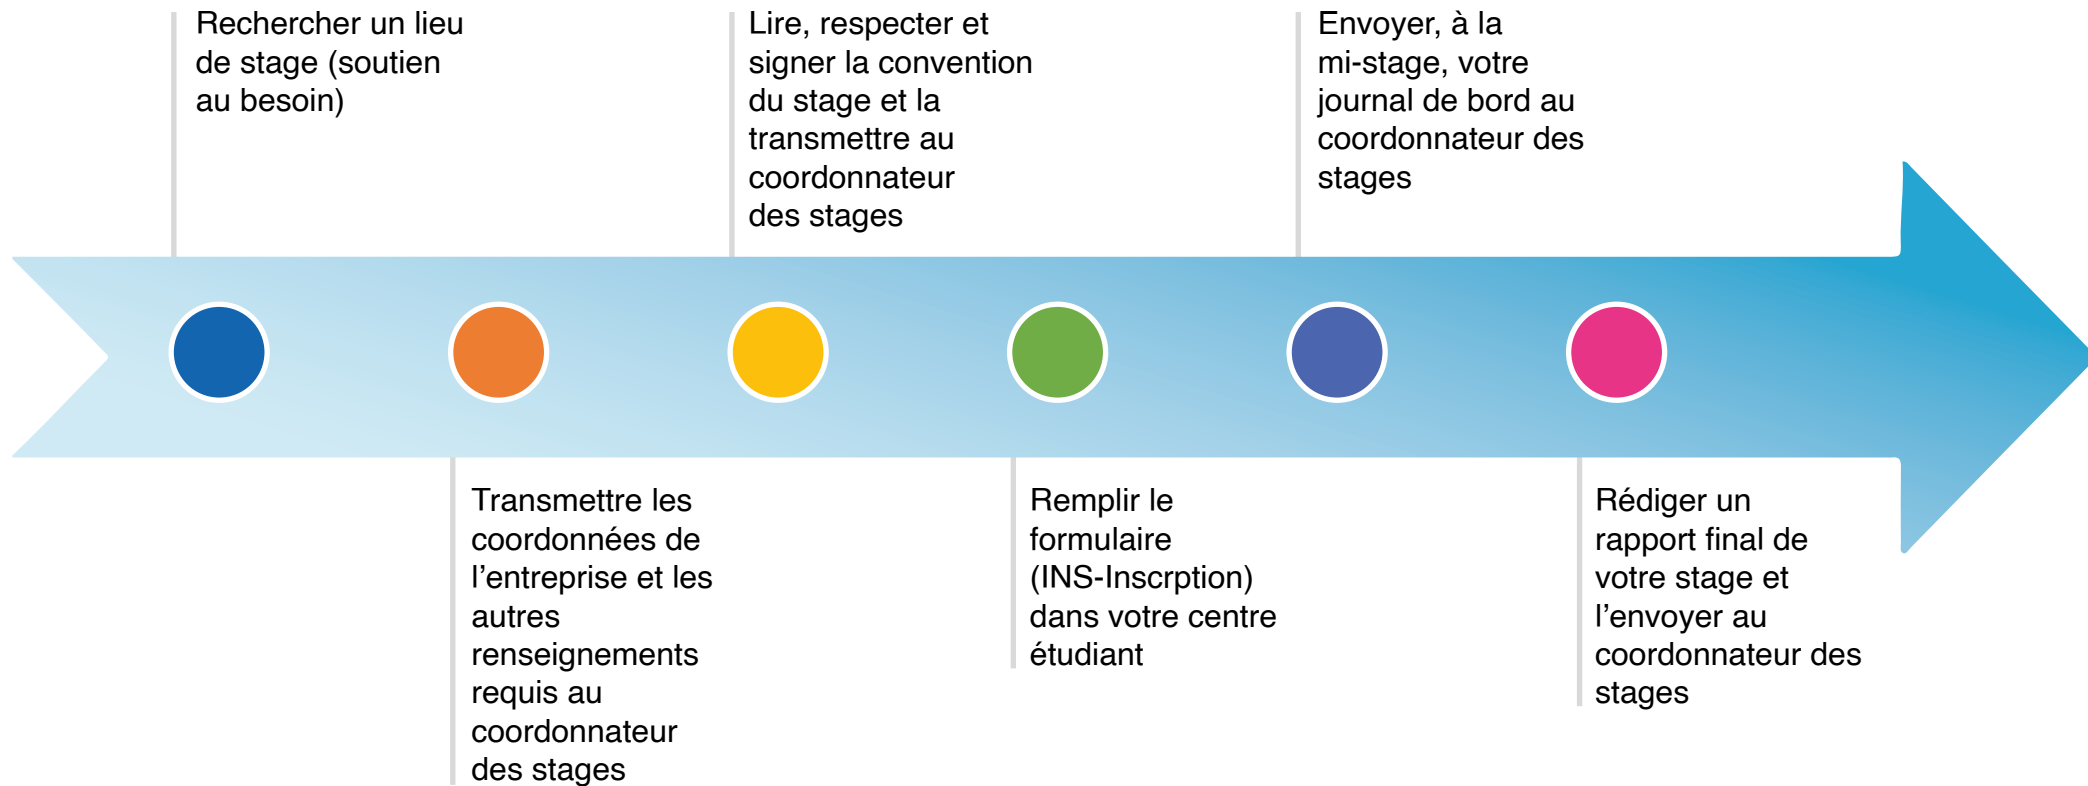 Rechercher un lieu
de stage (soutien
au besoin)
Transmettre les
coordonnées de
l'entreprise et les
autres
renseignements
requis au
coordonnateur
des stages
Lire, respecter et
signer la convention
du stage et la
transmettre au
coordonnateur
des stages
Remplir le
formulaire
(INS-Inscrption)
dans votre centre
étudiant
Envoyer, à la
mi-stage, votre
journal de bord au
coordonnateur des
stages
Rédiger un
rapport final de
votre stage et
l'envoyer au
coordonnateur des
stages